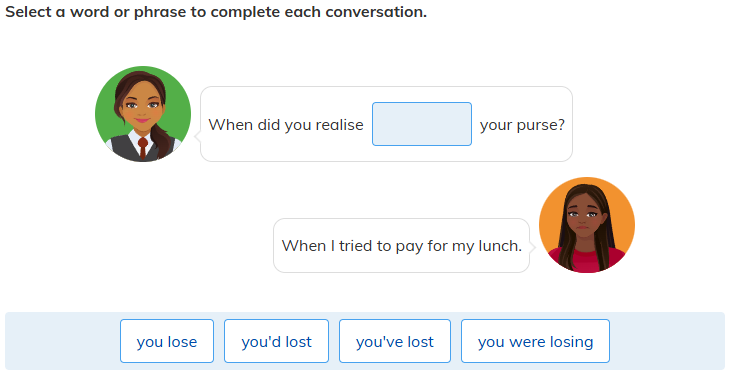 Select a word or phrase to complete each conversation.
When did you realise your purse?
When I tried to pay for my lunch.
you lose you'd lost you've lost you were losing